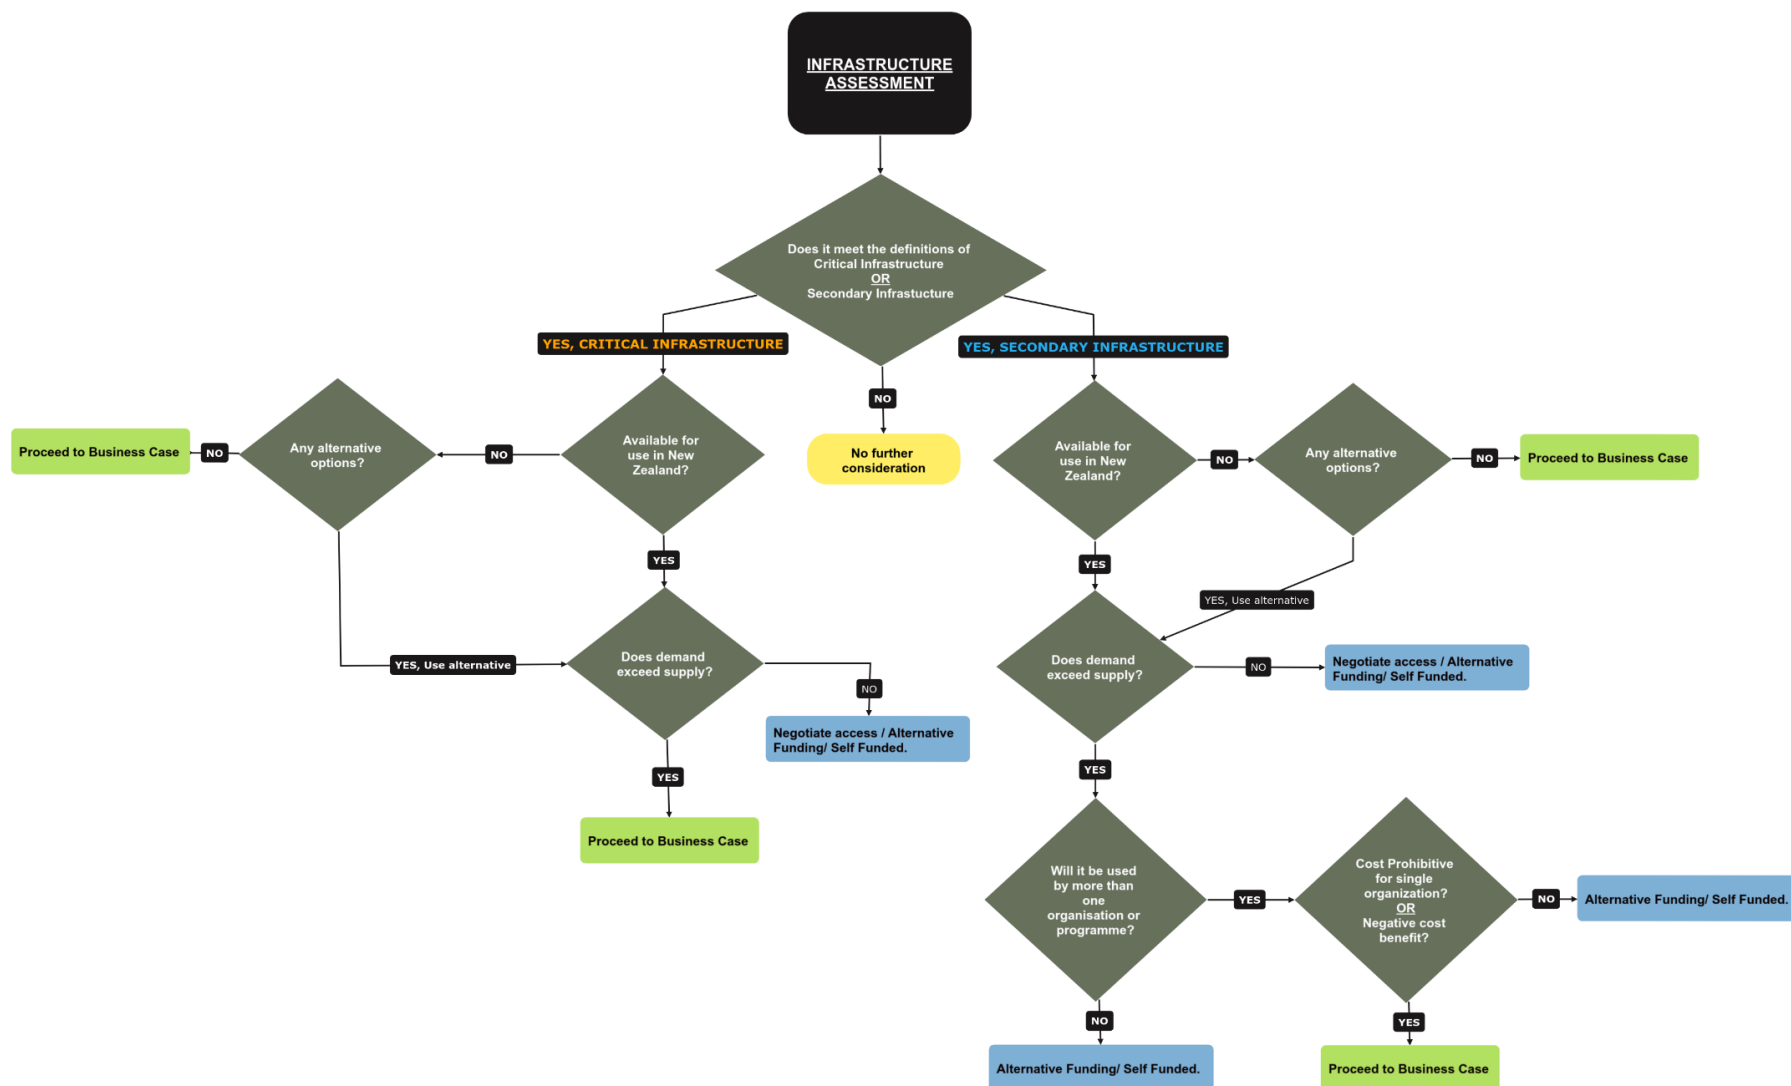 INFRASTRUCTURE
ASSESSMENT
Does it meet the definitions of
Critical Infrastructure
OR
Secondary Infrastucture
YES, CRITICAL INFRASTRUCTURE
YES, SECONDARY INFRASTRUCTURE
NO
No further
consideration
Proceed to Business Case
NO
Any alternative
options?
NO
Available for
use in New
Zealand?
Available for
use in New
Zealand?
NO
Any alternative
options?
NO
Proceed to Business Case
YES
YES
YES, Use alternative
YES, Use alternative
Does demand
exceed supply?
NO
Negotiate access / Alternative
Funding/ Self Funded.
Does demand
exceed supply?
NO
Negotiate access / Alternative
Funding/ Self Funded.
YES
Proceed to Business Case
YES
Will it be used
by more than
one
organisation or
programme?
YES
Cost Prohibitive
for single
organization?
OR
Negative cost
benefit?
NO
Alternative Funding/ Self Funded.
NO
Alternative Funding/ Self Funded.
YES
Proceed to Business Case